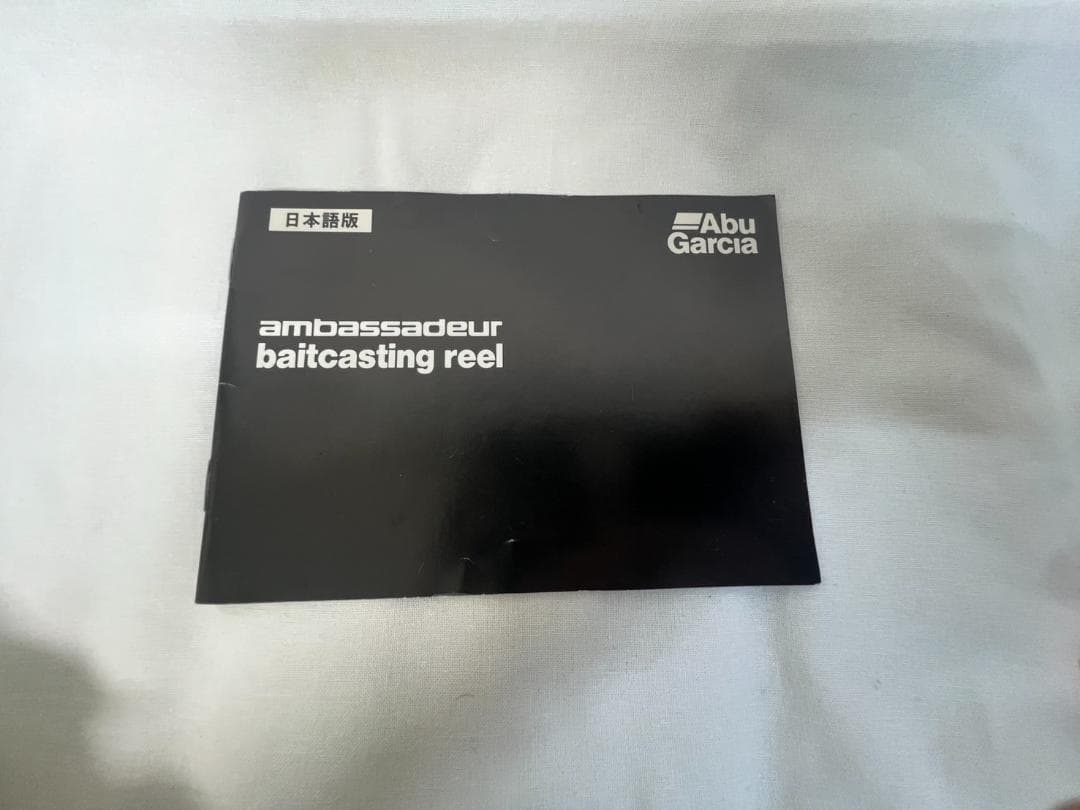 日本語版
Abu
Garcia
ambassadeur
baitcasting reel